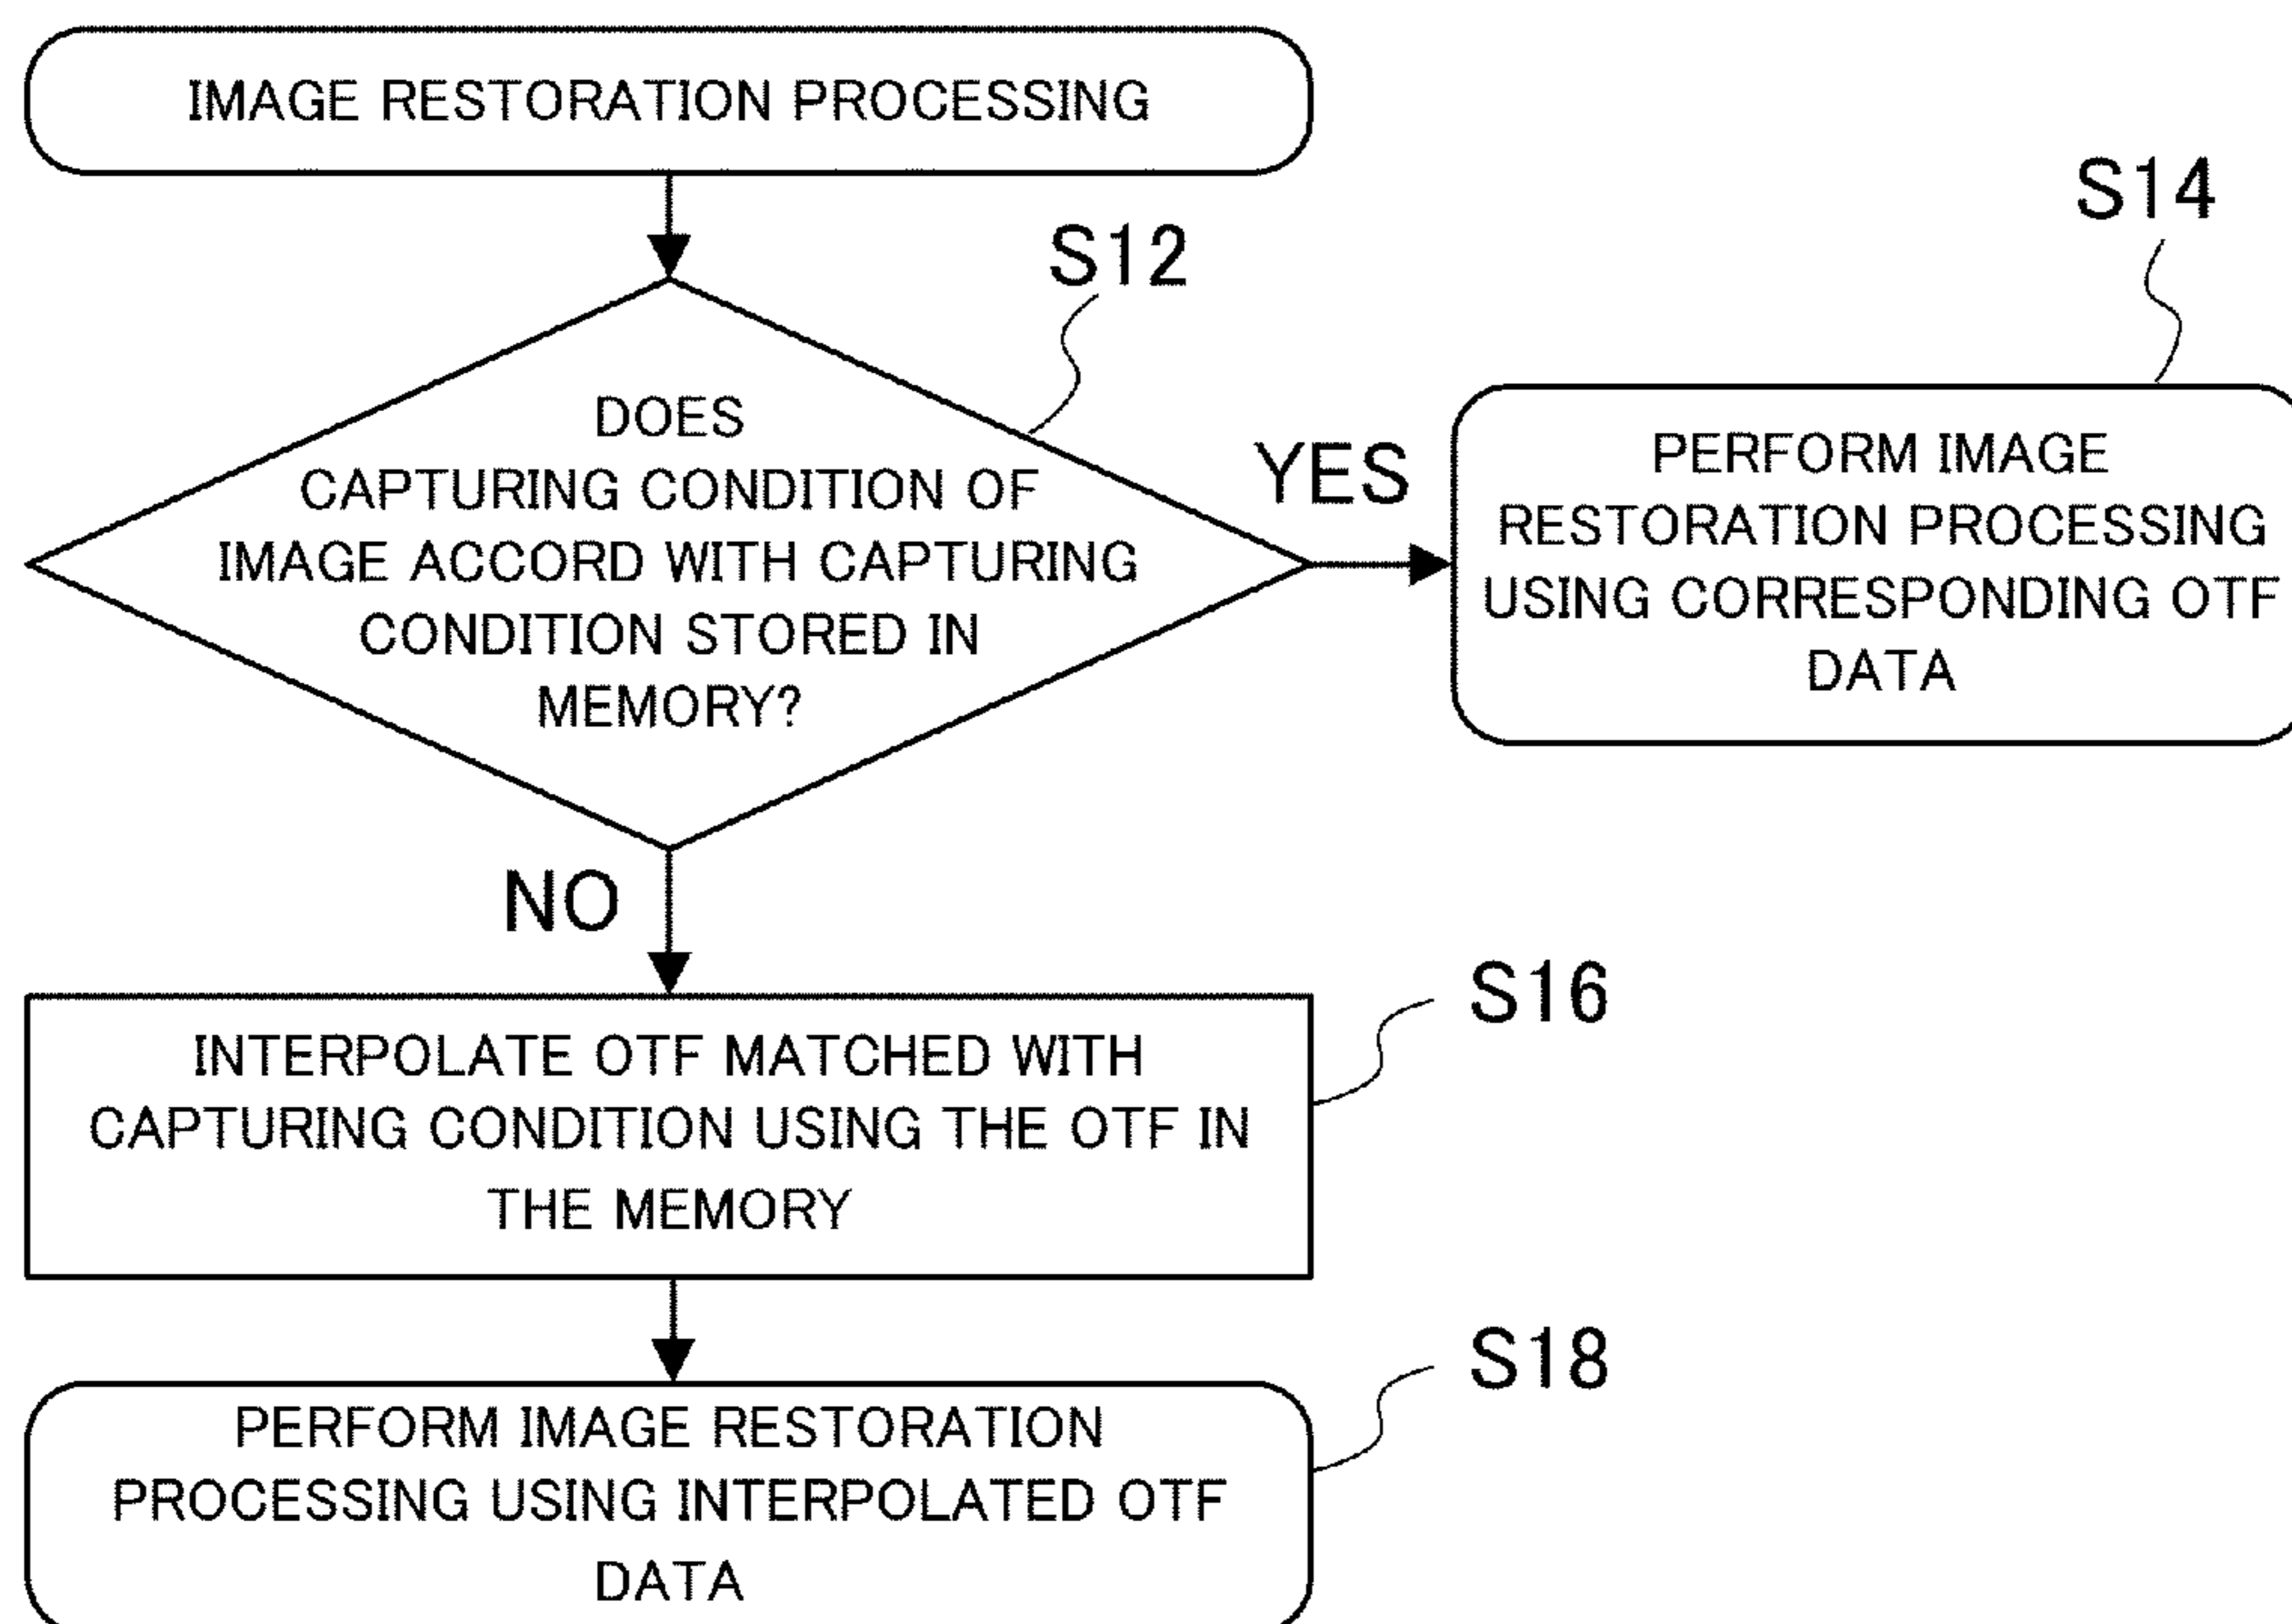 IMAGE RESTORATION PROCESSING
S12
DOES
CAPTURING CONDITION OF
IMAGE ACCORD WITH CAPTURING
CONDITION STORED IN
MEMORY?
YES
S14
PERFORM IMAGE
RESTORATION PROCESSING
USING CORRESPONDING OTF
DATA
NO
S16
INTERPOLATE OTF MATCHED WITH
CAPTURING CONDITION USING THE OTF IN
THE MEMORY
S18
PERFORM IMAGE RESTORATION
PROCESSING USING INTERPOLATED OTF
DATA